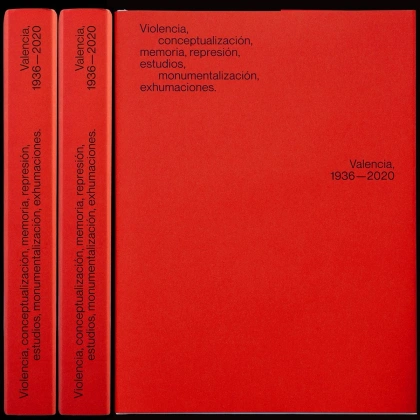 Valencia,
1936—2020
Violencia, conceptualización, memoria, represión,
estudios, monumentalización, exhumaciones.
Valencia,
1936—2020
Violencia, conceptualización, memoria, represión,
estudios, monumentalización, exhumaciones.
Violencia,
conceptualización,
memoria, represión,
estudios,
monumentalización,
exhumaciones.
Valencia,
1936—2020